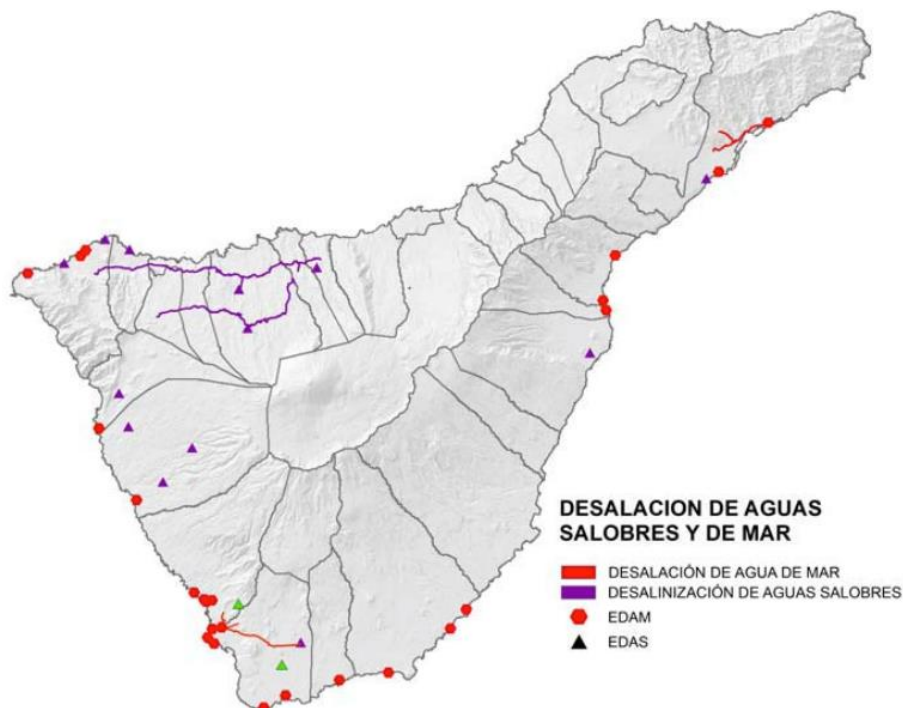 DESALACION DE AGUAS
SALOBRES Y DE MAR
DESALACIÓN DE AGUA DE MAR
DESALINIZACIÓN DE AGUAS SALOBRES
EDAM
EDAS